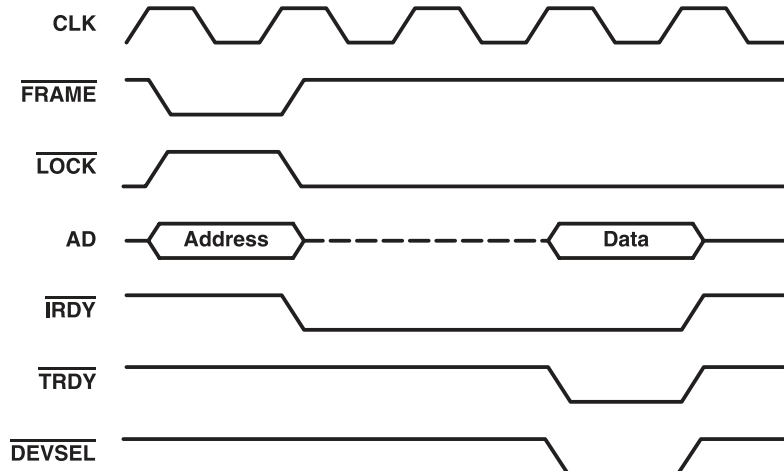 CLK
FRAME
LOCK
AD Address Data
IRDY
TRDY
DEVSEL